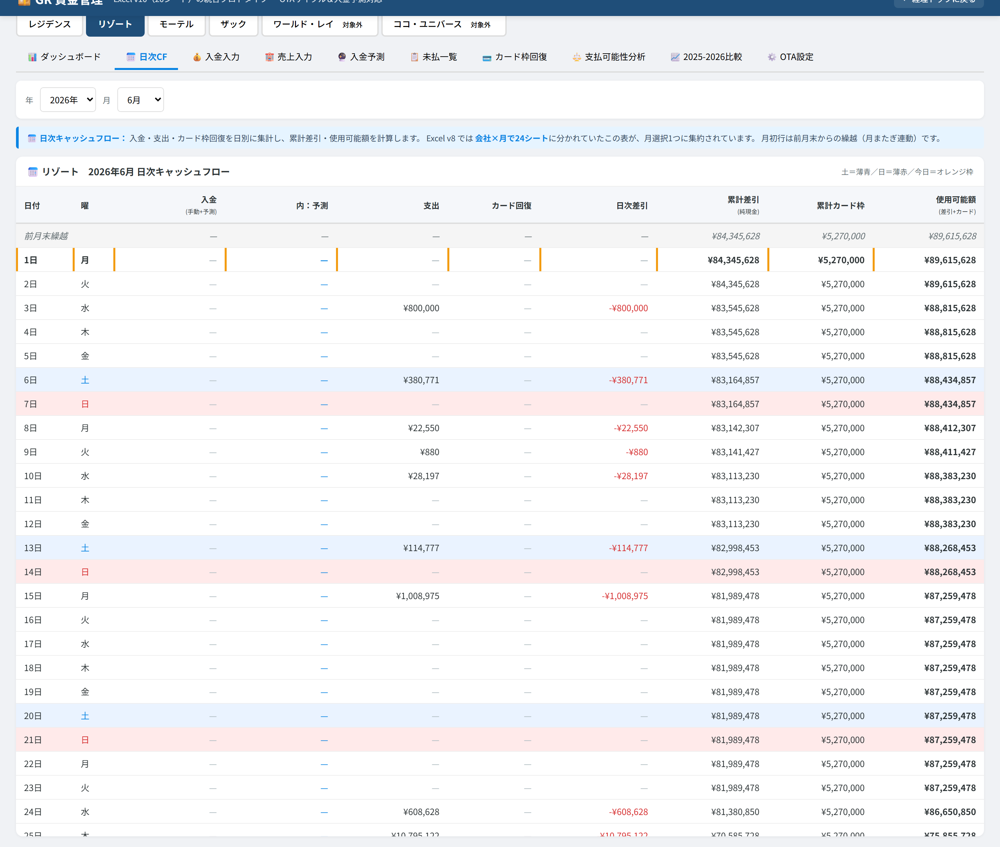 GR 資金管理
レジデンス リゾート モーテル ザック ワールド・レイ 対象外 ココ・ユニバース 対象外
ダッシュボード 日次CF 入金入力 売上入力 入金予測 未払一覧 カード枠回復 支払可能性分析 2025-2026比較 OTA設定
年 2026年 月 6月
日次キャッシュフロー： 入金・支出・カード枠回復を日別に集計し、累計差引・使用可能額を計算します。 Excel v8 では 会社×月で24シートに分かれていたこの表が、月選択1つに集約されています。 月初行は前月末からの繰越（月またぎ連動）です。
リゾート 2026年6月 日次キャッシュフロー 土＝薄青／日＝薄赤／今日＝オレンジ枠
日付 曜 入金 (手動+予測) 内：予測 支出 カード回復 日次差引 累計差引 (純現金) 累計カード枠 使用可能額 (差引+カード)
前月末繰越 — — — — — ¥84,345,628 ¥5,270,000 ¥89,615,628
1日 月 — — — — — ¥84,345,628 ¥5,270,000 ¥89,615,628
2日 火 — — — — — ¥84,345,628 ¥5,270,000 ¥89,615,628
3日 水 — — ¥800,000 — -¥800,000 ¥83,545,628 ¥5,270,000 ¥88,815,628
4日 木 — — — — — ¥83,545,628 ¥5,270,000 ¥88,815,628
5日 金 — — — — — ¥83,545,628 ¥5,270,000 ¥88,815,628
6日 土 — — ¥380,771 — -¥380,771 ¥83,164,857 ¥5,270,000 ¥88,434,857
7日 日 — — — — — ¥83,164,857 ¥5,270,000 ¥88,434,857
8日 月 — — ¥22,550 — -¥22,550 ¥83,142,307 ¥5,270,000 ¥88,412,307
9日 火 — — ¥880 — -¥880 ¥83,141,427 ¥5,270,000 ¥88,411,427
10日 水 — — ¥28,197 — -¥28,197 ¥83,113,230 ¥5,270,000 ¥88,383,230
11日 木 — — — — — ¥83,113,230 ¥5,270,000 ¥88,383,230
12日 金 — — — — — ¥83,113,230 ¥5,270,000 ¥88,383,230
13日 土 — — ¥114,777 — -¥114,777 ¥82,998,453 ¥5,270,000 ¥88,268,453
14日 日 — — — — — ¥82,998,453 ¥5,270,000 ¥88,268,453
15日 月 — — ¥1,008,975 — -¥1,008,975 ¥81,989,478 ¥5,270,000 ¥87,259,478
16日 火 — — — — — ¥81,989,478 ¥5,270,000 ¥87,259,478
17日 水 — — — — — ¥81,989,478 ¥5,270,000 ¥87,259,478
18日 木 — — — — — ¥81,989,478 ¥5,270,000 ¥87,259,478
19日 金 — — — — — ¥81,989,478 ¥5,270,000 ¥87,259,478
20日 土 — — — — — ¥81,989,478 ¥5,270,000 ¥87,259,478
21日 日 — — — — — ¥81,989,478 ¥5,270,000 ¥87,259,478
22日 月 — — — — — ¥81,989,478 ¥5,270,000 ¥87,259,478
23日 火 — — — — — ¥81,989,478 ¥5,270,000 ¥87,259,478
24日 水 — — ¥608,628 — -¥608,628 ¥81,380,850 ¥5,270,000 ¥86,650,850
25日 木 — — ¥10,795,122 — -¥10,795,122 ¥70,585,728 ¥5,270,000 ¥75,855,728